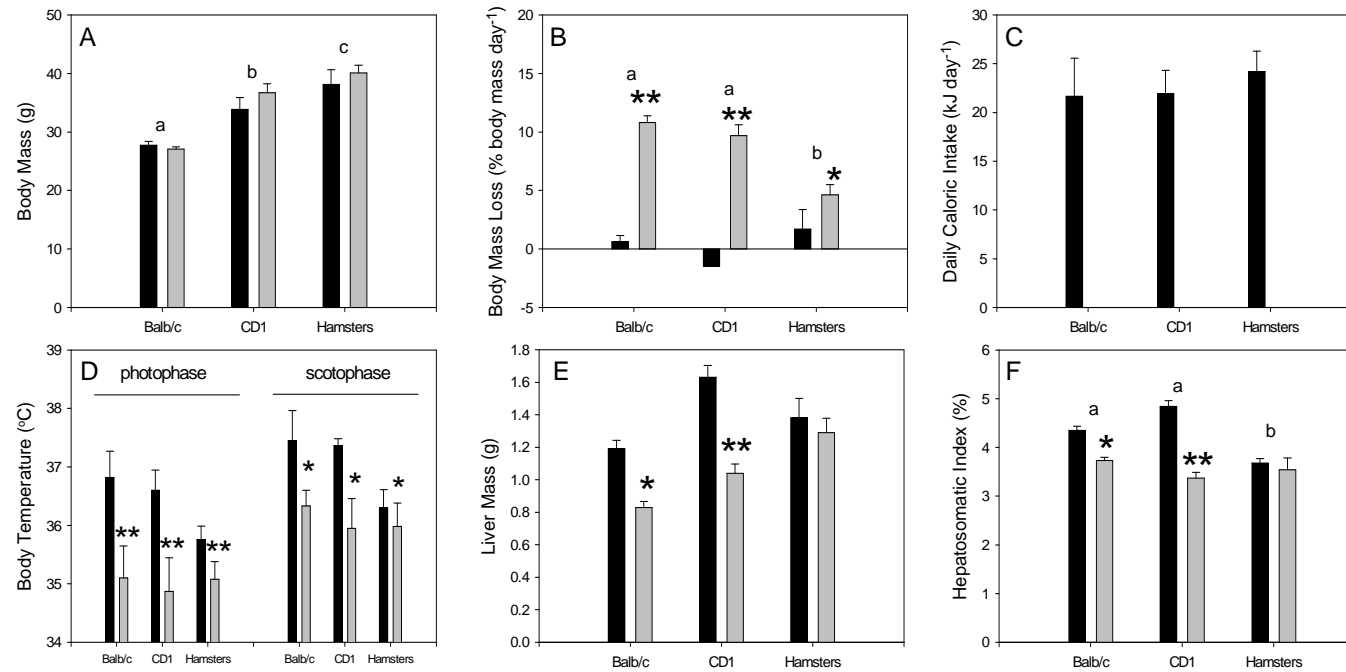 A
Body Mass (g)
50
40
30
20
10
0
a
b
c
Balb/c CD1 Hamsters
B
Body Mass Loss (% body mass day⁻¹)
20
15
10
5
0
-5
a
**
a
**
b
*
Balb/c CD1 Hamsters
C
Daily Caloric Intake (kJ day⁻¹)
30
25
20
15
10
5
0
Balb/c CD1 Hamsters
D
Body Temperature (°C)
39
38
37
36
35
34
photophase scotophase
** ** ** * * *
Balb/c CD1 Hamsters Balb/c CD1 Hamsters
E
Liver Mass (g)
1.8
1.6
1.4
1.2
1.0
0.8
0.6
0.4
0.2
0.0
*
**
Balb/c CD1 Hamsters
F
Hepatosomatic Index (%)
6
5
4
3
2
1
0
a
*
a
**
b
Balb/c CD1 Hamsters